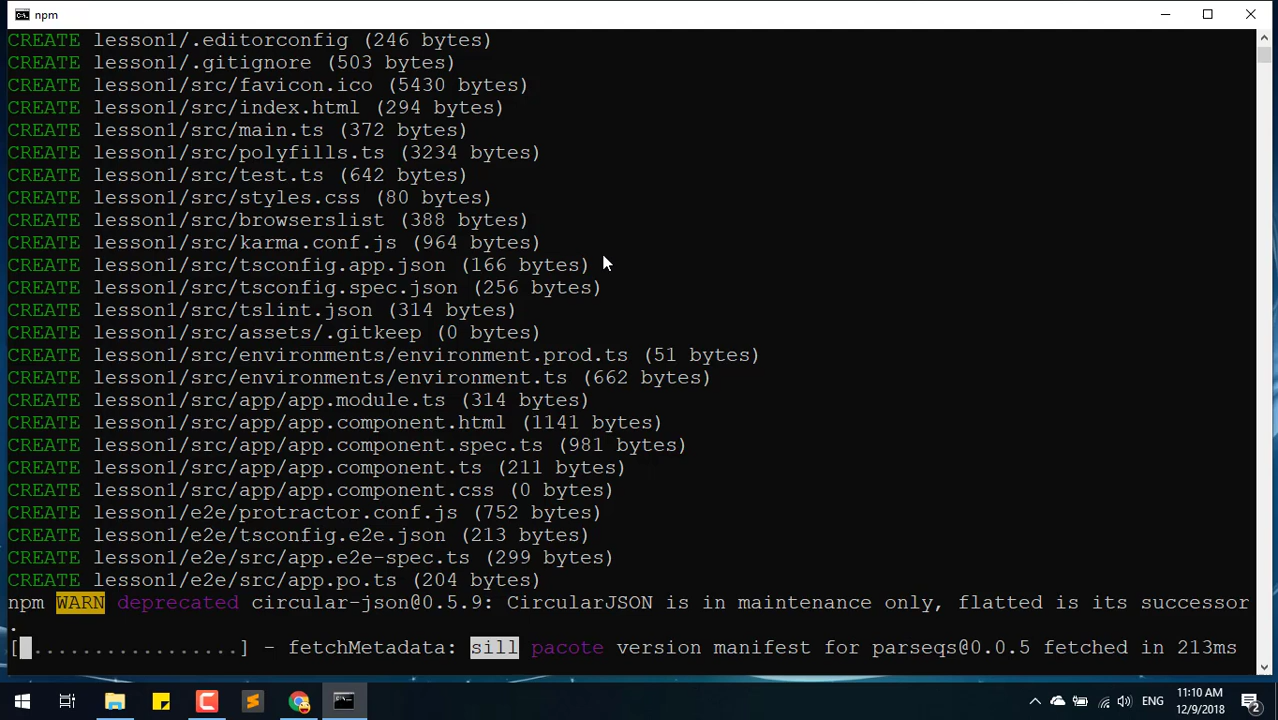 npm
CREATE lesson1/.editorconfig (246 bytes)
CREATE lesson1/.gitignore (503 bytes)
CREATE lesson1/src/favicon.ico (5430 bytes)
CREATE lesson1/src/index.html (294 bytes)
CREATE lesson1/src/main.ts (372 bytes)
CREATE lesson1/src/polyfills.ts (3234 bytes)
CREATE lesson1/src/test.ts (642 bytes)
CREATE lesson1/src/styles.css (80 bytes)
CREATE lesson1/src/browserslist (388 bytes)
CREATE lesson1/src/karma.conf.js (964 bytes)
CREATE lesson1/src/tsconfig.app.json (166 bytes)
CREATE lesson1/src/tsconfig.spec.json (256 bytes)
CREATE lesson1/src/tslint.json (314 bytes)
CREATE lesson1/src/assets/.gitkeep (0 bytes)
CREATE lesson1/src/environments/environment.prod.ts (51 bytes)
CREATE lesson1/src/environments/environment.ts (662 bytes)
CREATE lesson1/src/app/app.module.ts (314 bytes)
CREATE lesson1/src/app/app.component.html (1141 bytes)
CREATE lesson1/src/app/app.component.spec.ts (981 bytes)
CREATE lesson1/src/app/app.component.ts (211 bytes)
CREATE lesson1/src/app/app.component.css (0 bytes)
CREATE lesson1/e2e/protractor.conf.js (752 bytes)
CREATE lesson1/e2e/tsconfig.e2e.json (213 bytes)
CREATE lesson1/e2e/src/app.e2e-spec.ts (299 bytes)
CREATE lesson1/e2e/src/app.po.ts (204 bytes)
npm WARN deprecated circular-json@0.5.9: CircularJSON is in maintenance only, flatted is its successor
.
[ .................] - fetchMetadata: sill pacote version manifest for parseqs@0.0.5 fetched in 213ms
ENG
11:10 AM
12/9/2018
2